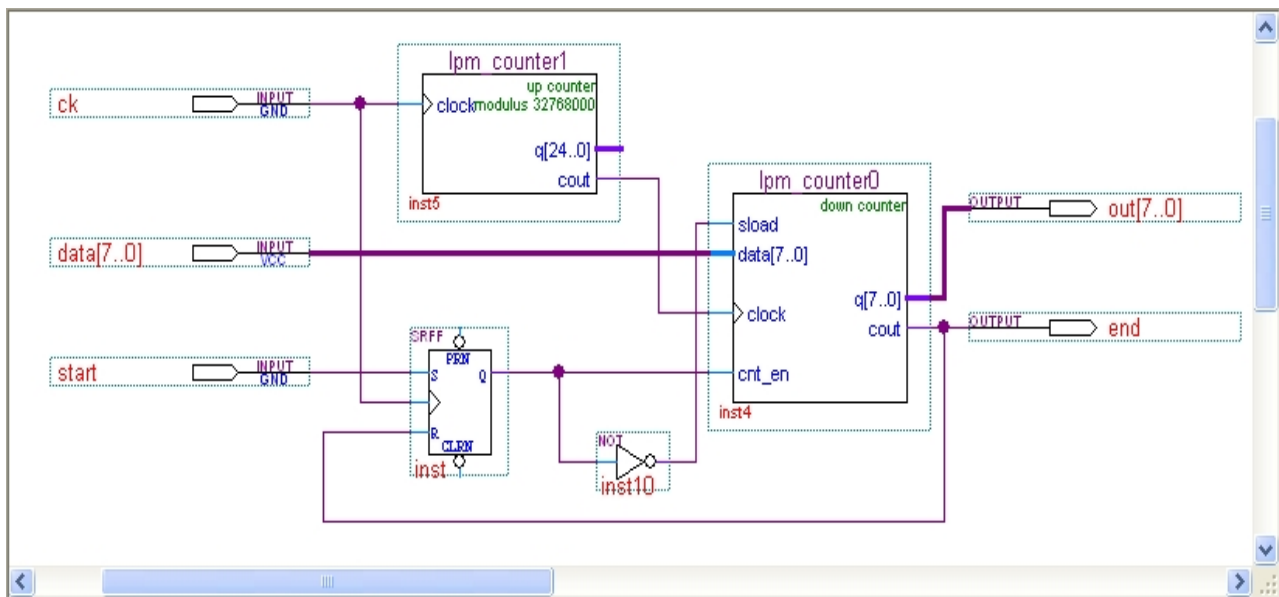 lpm_counter1
up counter
modulus 32768000
clock
q[24..0]
cout
inst5
ck
INPUT
GND
lpm_counter0
down counter
sload
data[7..0]
clock
cnt_en
q[7..0]
cout
inst4
OUTPUT
out[7..0]
data[7..0]
INPUT
VCC
OUTPUT
end
SRFF
PRN
S
Q
R
CLRN
inst
start
INPUT
GND
NOT
inst10